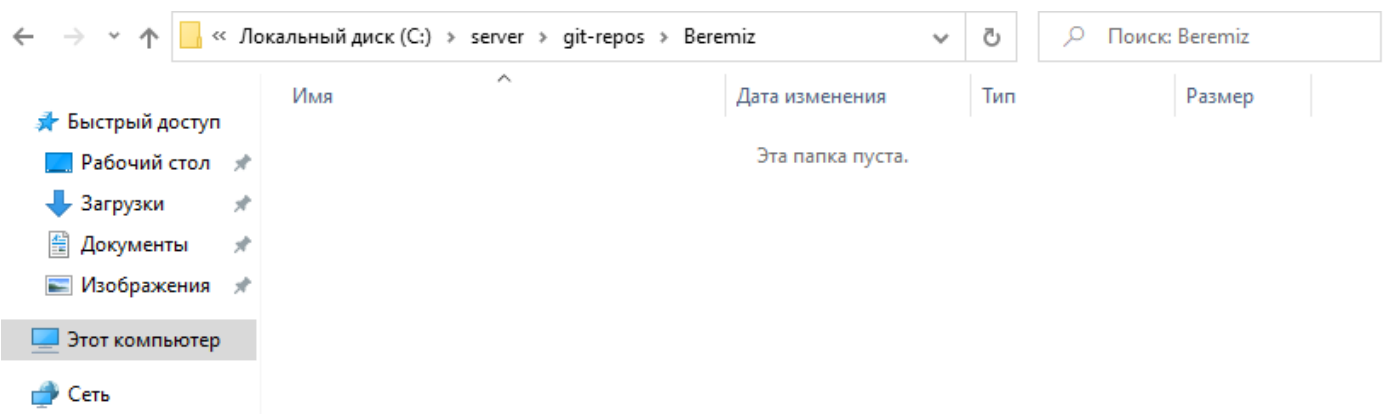 « Локальный диск (C:) › server › git-repos › Beremiz
Поиск: Beremiz
Имя Дата изменения Тип Размер
Быстрый доступ
Эта папка пуста.
Рабочий стол
Загрузки
Документы
Изображения
Этот компьютер
Сеть